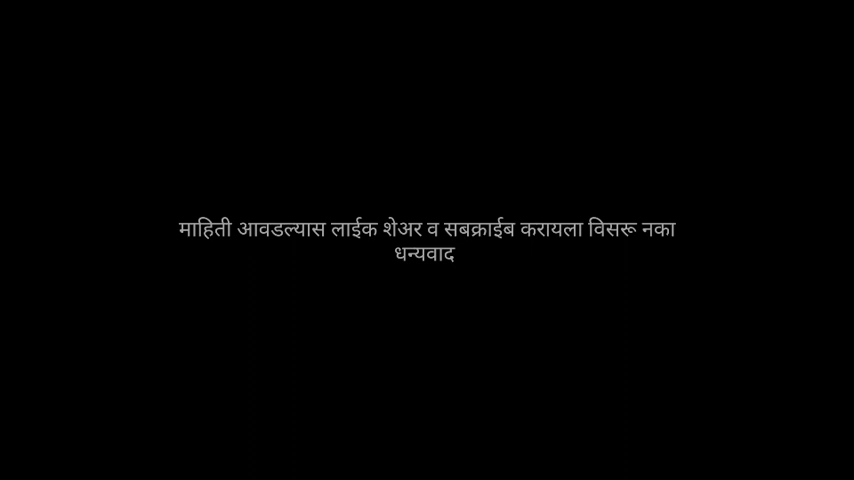 माहिती आवडल्यास लाईक शेअर व सबक्राईब करायला विसरू नका
धन्यवाद